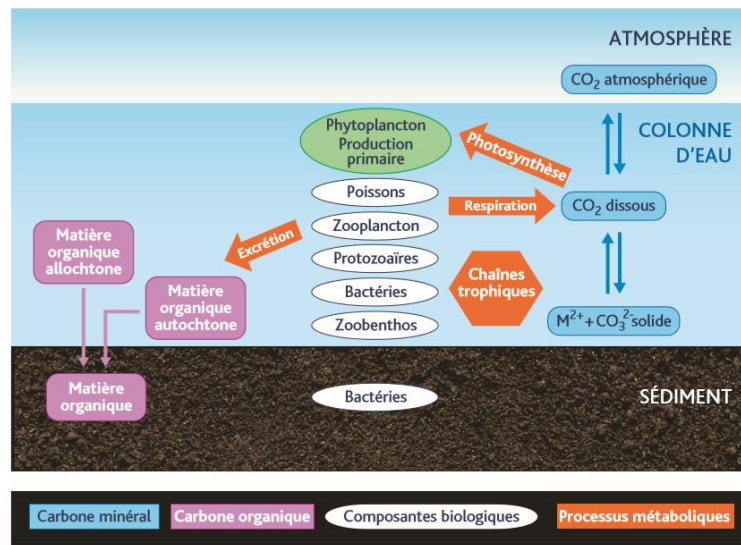 ATMOSPHÈRE
CO₂ atmosphérique
COLONNE
D'EAU
Phytoplancton
Production
primaire
Photosynthèse
Poissons
Respiration
CO₂ dissous
Zooplancton
Excrétion
Matière
organique
allochtone
Protozoaïres
Chaînes
trophiques
Matière
organique
autochtone
Bactéries
Zoobenthos
M²⁺+CO₃²⁻solide
Matière
organique
Bactéries
SÉDIMENT
Carbone minéral
Carbone organique
Composantes biologiques
Processus métaboliques